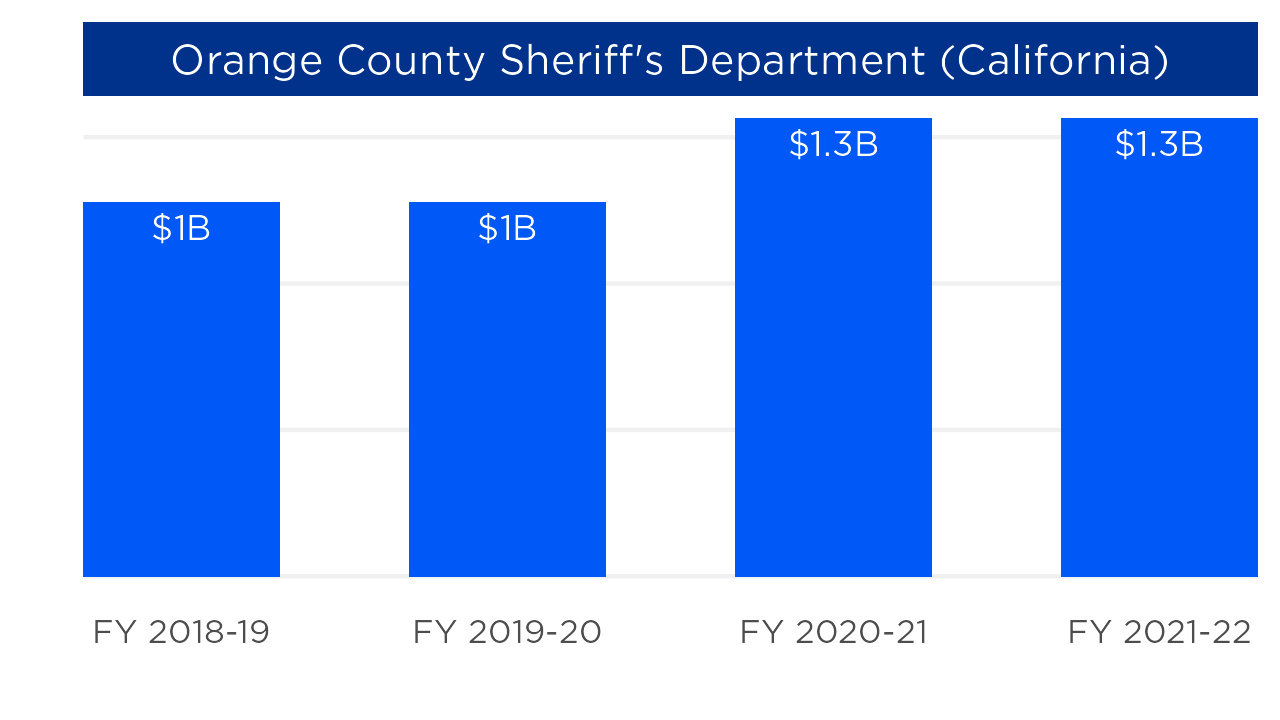 Orange County Sheriff's Department (California)
$1B
$1B
$1.3B
$1.3B
FY 2018-19
FY 2019-20
FY 2020-21
FY 2021-22